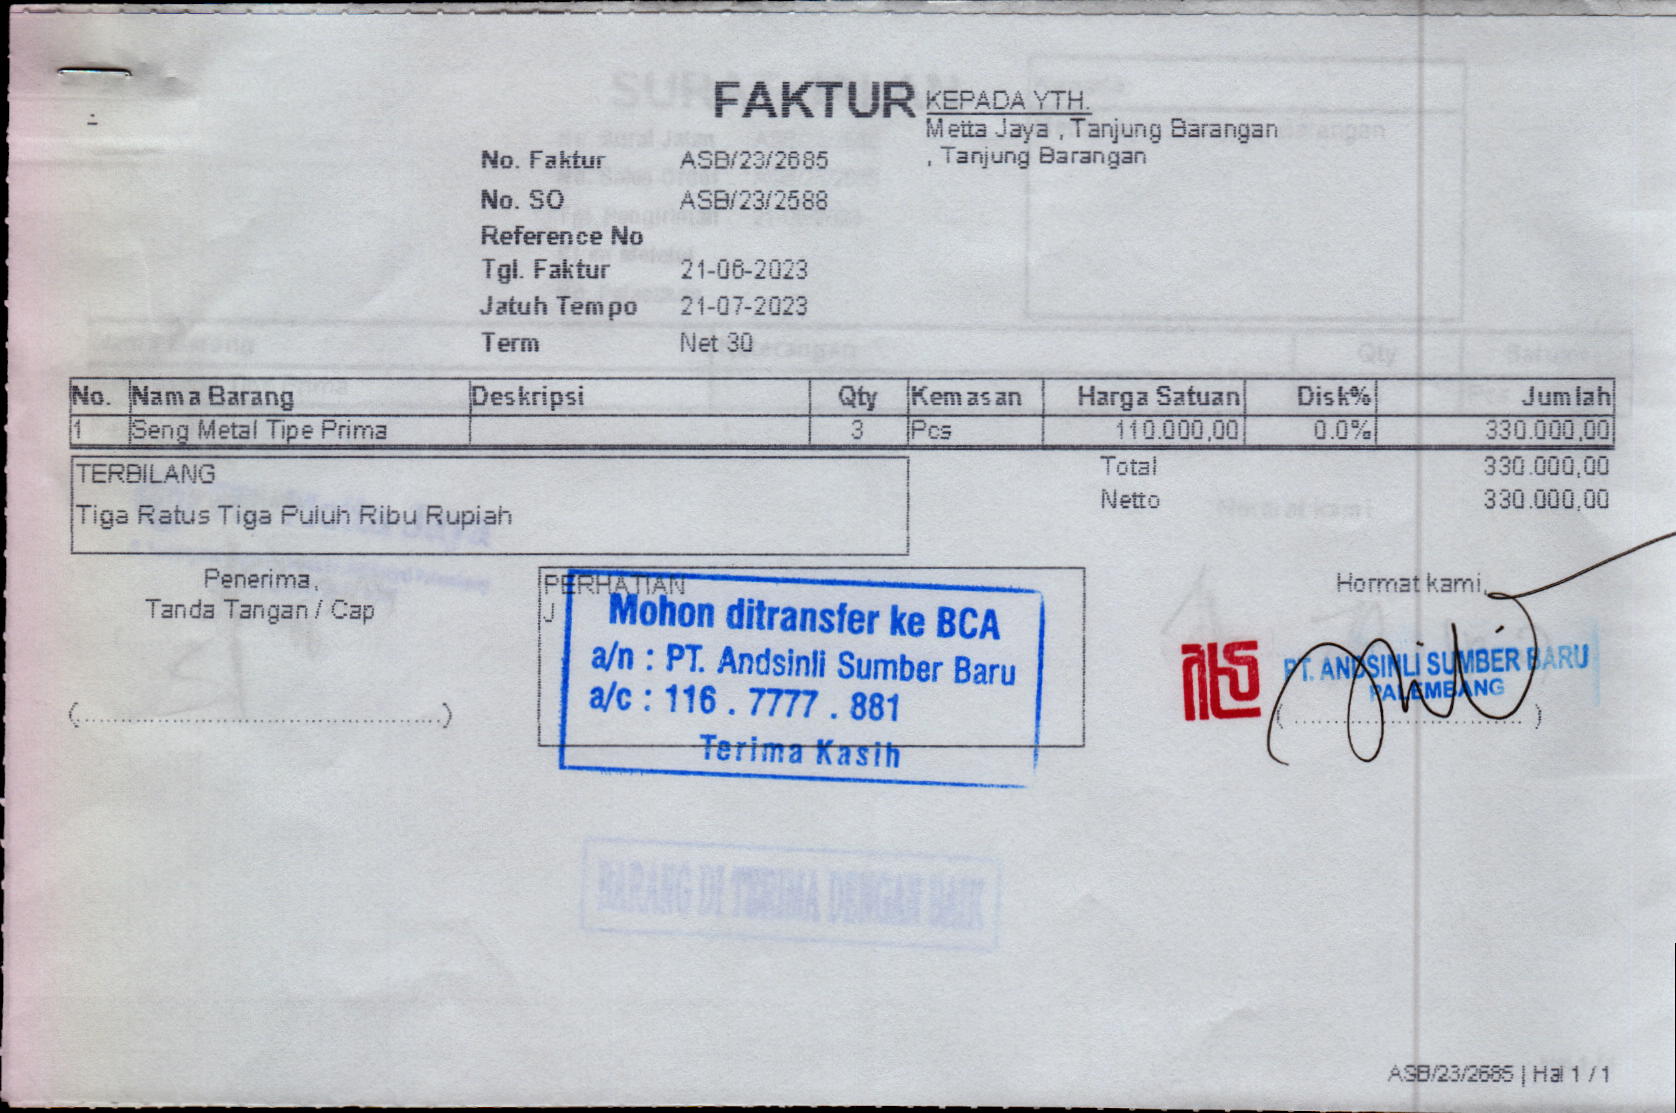 FAKTUR
KEPADA YTH.
Metta Jaya , Tanjung Barangan
, Tanjung Barangan
No. Faktur ASB/23/2685
No. SO ASB/23/2588
Reference No
Tgl. Faktur 21-06-2023
Jatuh Tempo 21-07-2023
Term Net 30
No. Nama Barang Deskripsi Qty Kemasan Harga Satuan Disk% Jumlah
1 Seng Metal Tipe Prima 3 Pcs 110.000,00 0.0% 330.000,00
TERBILANG
Tiga Ratus Tiga Puluh Ribu Rupiah
Total 330.000,00
Netto 330.000,00
Penerima,
Tanda Tangan / Cap
(........................................)
PERHATIAN
J
Mohon ditransfer ke BCA
a/n : PT. Andsinli Sumber Baru
a/c : 116 . 7777 . 881
Terima Kasih
Hormat kami,
PT. ANDSINLI SUMBER BARU
PALEMBANG
BARANG DI TERIMA DENGAN BAIK
ASB/23/2685 | Hal 1 / 1